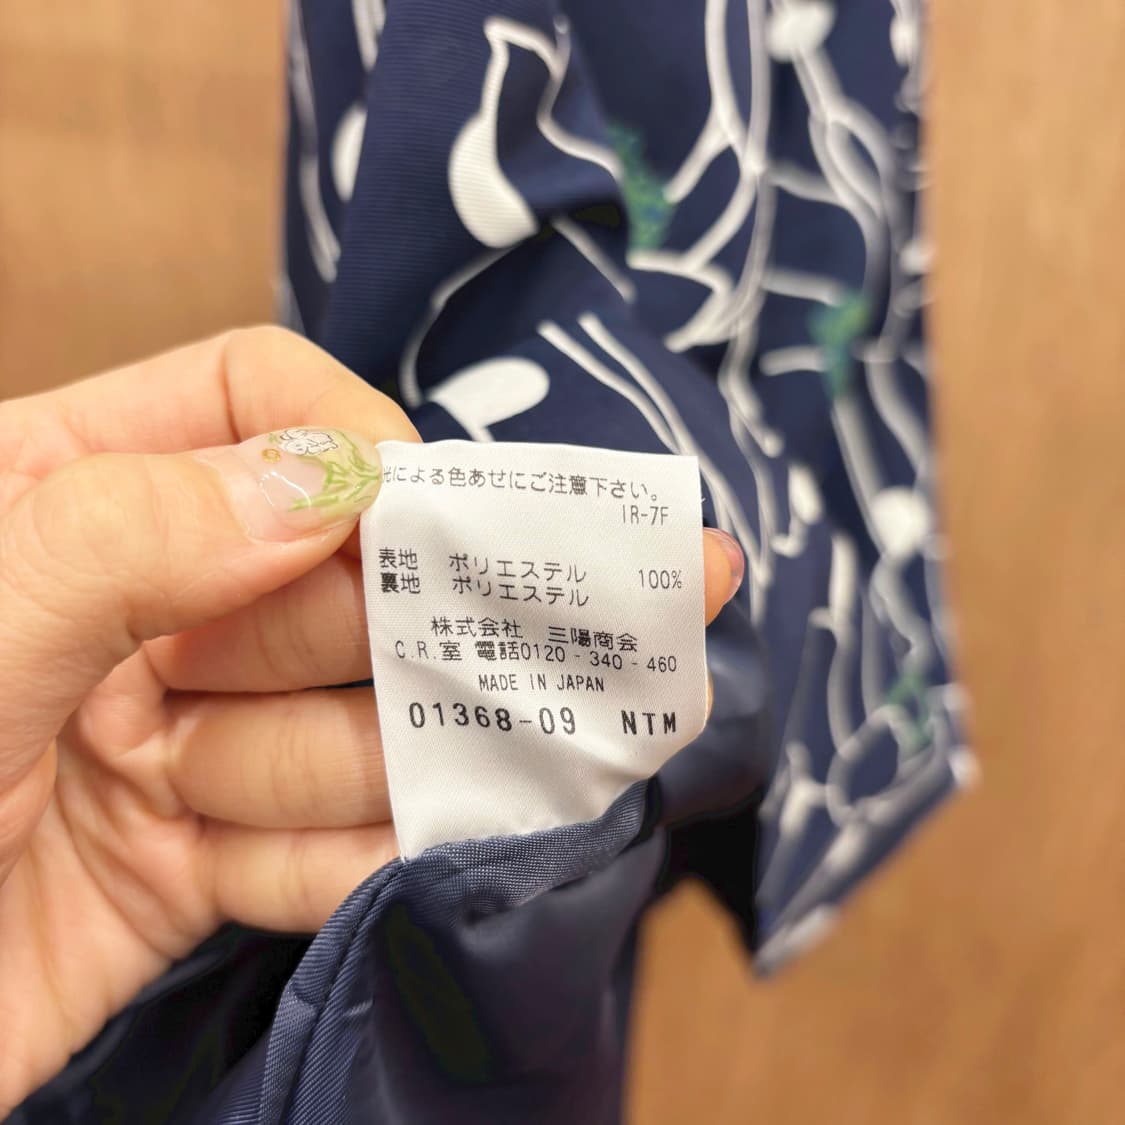 光による色あせにご注意下さい。
IR-7F
表地 ポリエステル 100%
裏地 ポリエステル
株式会社 三陽商会
C.R.室 電話0120-340-460
MADE IN JAPAN
01368-09 NTM